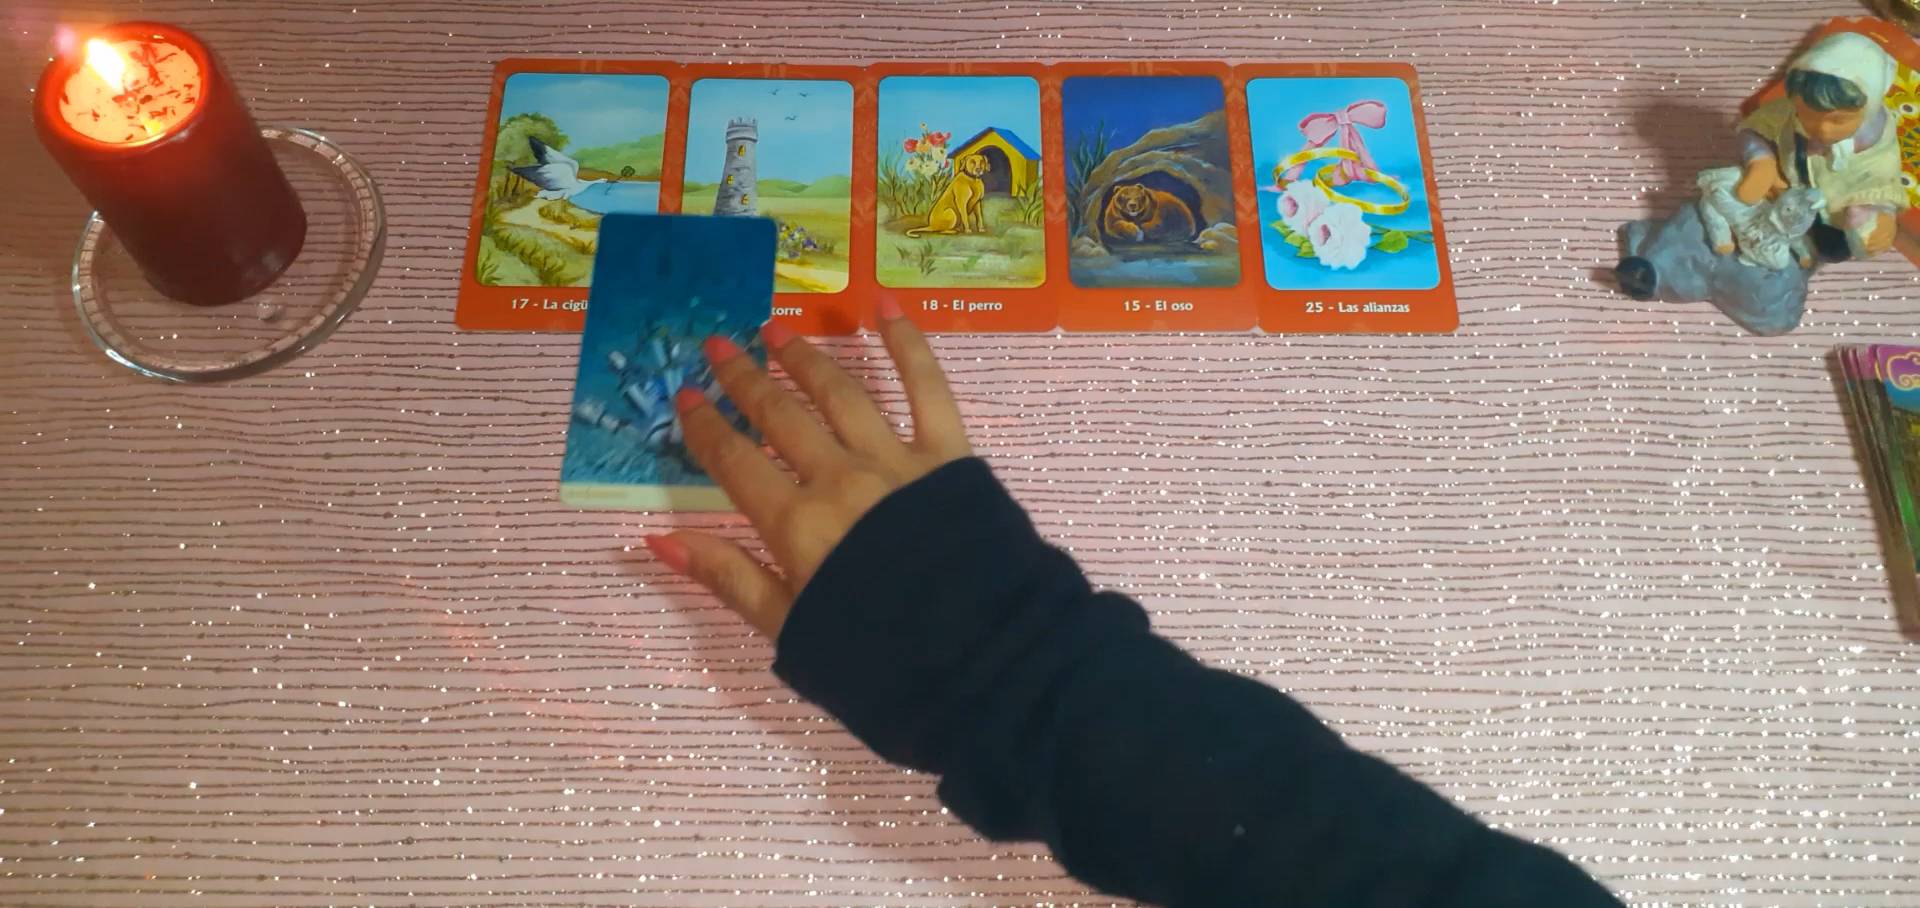 17 - La cigü
torre
18 - El perro
15 - El oso
25 - Las alianzas